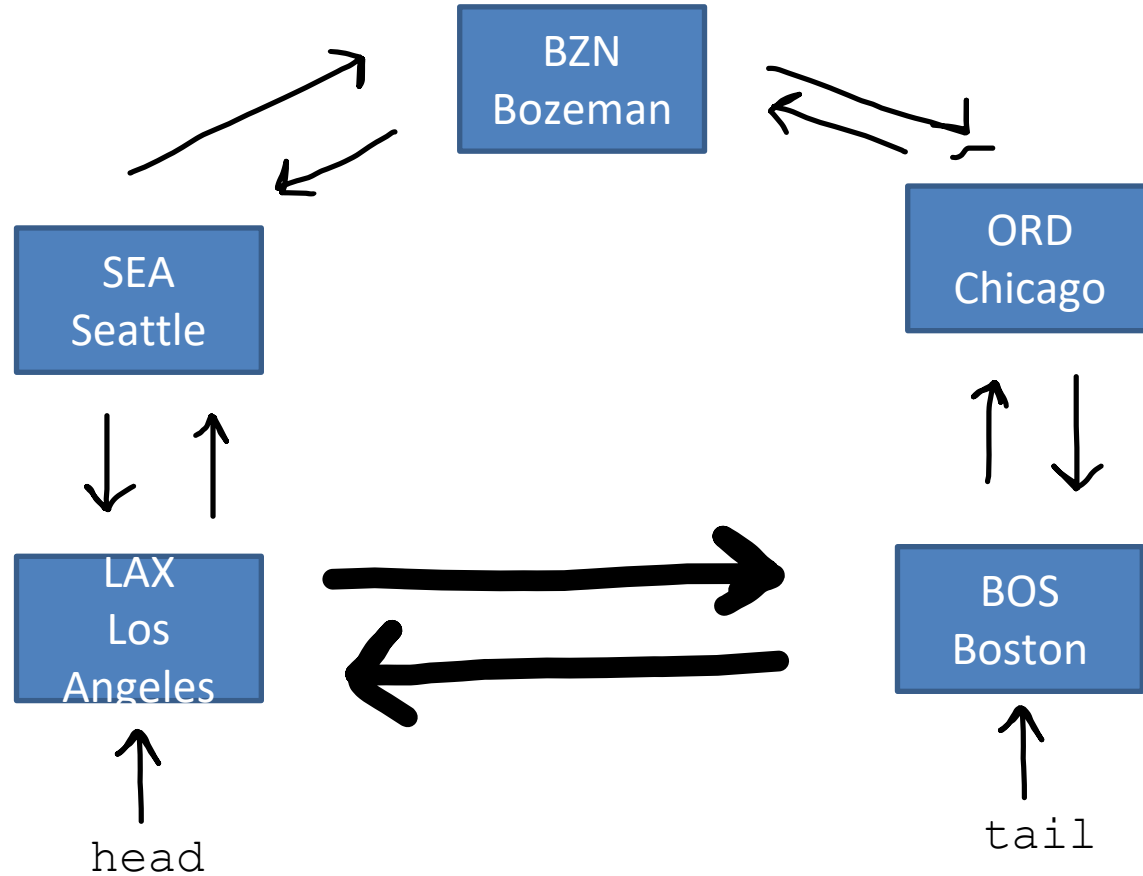 BZN
Bozeman
SEA
Seattle
ORD
Chicago
LAX
Los
Angeles
BOS
Boston
head
tail